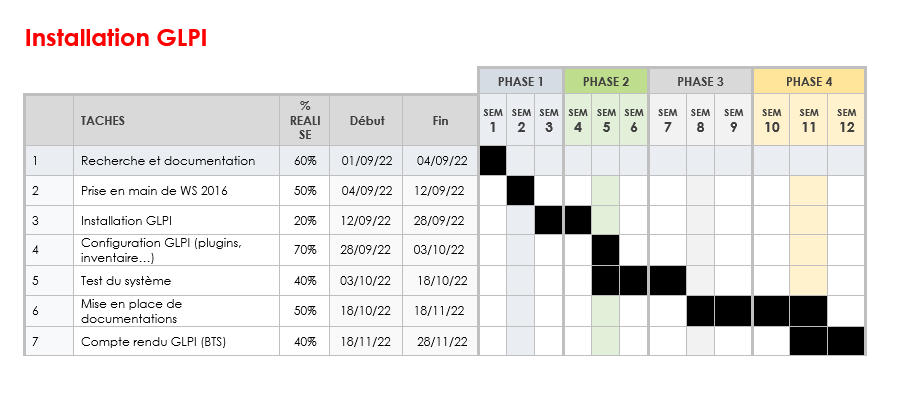 Installation GLPI
PHASE 1 PHASE 2 PHASE 3 PHASE 4
TACHES % REALI SE Début Fin SEM 1 SEM 2 SEM 3 SEM 4 SEM 5 SEM 6 SEM 7 SEM 8 SEM 9 SEM 10 SEM 11 SEM 12
1 Recherche et documentation 60% 01/09/22 04/09/22
2 Prise en main de WS 2016 50% 04/09/22 12/09/22
3 Installation GLPI 20% 12/09/22 28/09/22
4 Configuration GLPI (plugins, inventaire...) 70% 28/09/22 03/10/22
5 Test du système 40% 03/10/22 18/10/22
6 Mise en place de documentations 50% 18/10/22 18/11/22
7 Compte rendu GLPI (BTS) 40% 18/11/22 28/11/22